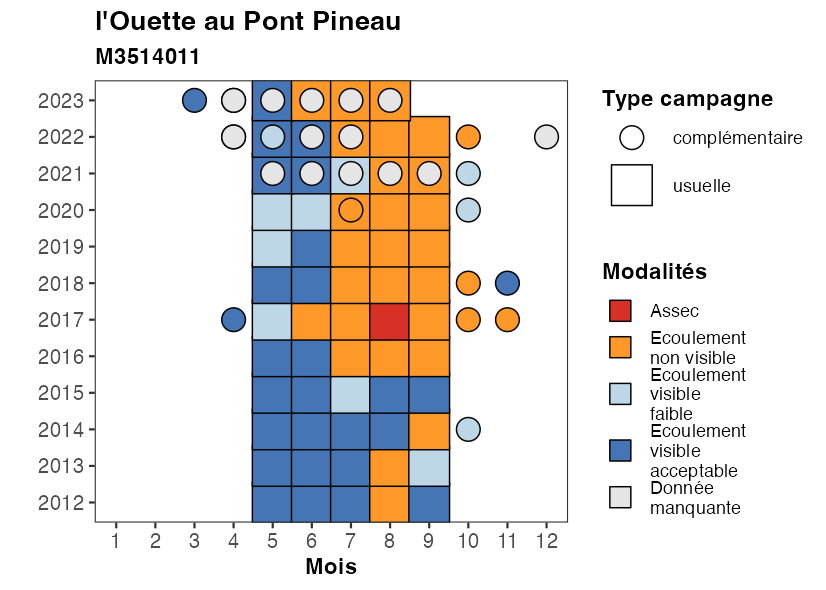 l'Ouette au Pont Pineau
M3514011
2023
2022
2021
2020
2019
2018
2017
2016
2015
2014
2013
2012
1 2 3 4 5 6 7 8 9 10 11 12
Mois
Type campagne
complémentaire
usuelle
Modalités
Assec
Ecoulement
non visible
Ecoulement
visible
faible
Ecoulement
visible
acceptable
Donnée
manquante